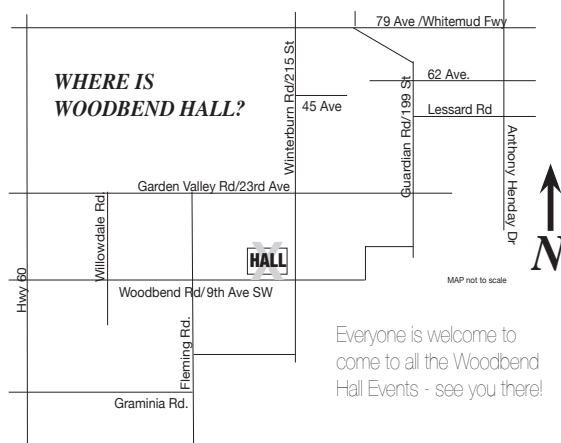 79 Ave /Whitemud Fwy
WHERE IS
WOODBEND HALL?
Winterburn Rd/215 St
62 Ave.
45 Ave
Guardian Rd/199 St
Lessard Rd
Anthony Henday Dr
Garden Valley Rd/23rd Ave
Willowdale Rd.
X
HALL
N
Hwy 60
MAP not to scale
Woodbend Rd/ 9th Ave SW
Fleming Rd.
Everyone is welcome to
come to all the Woodbend
Hall Events - see you there!
Graminia Rd.